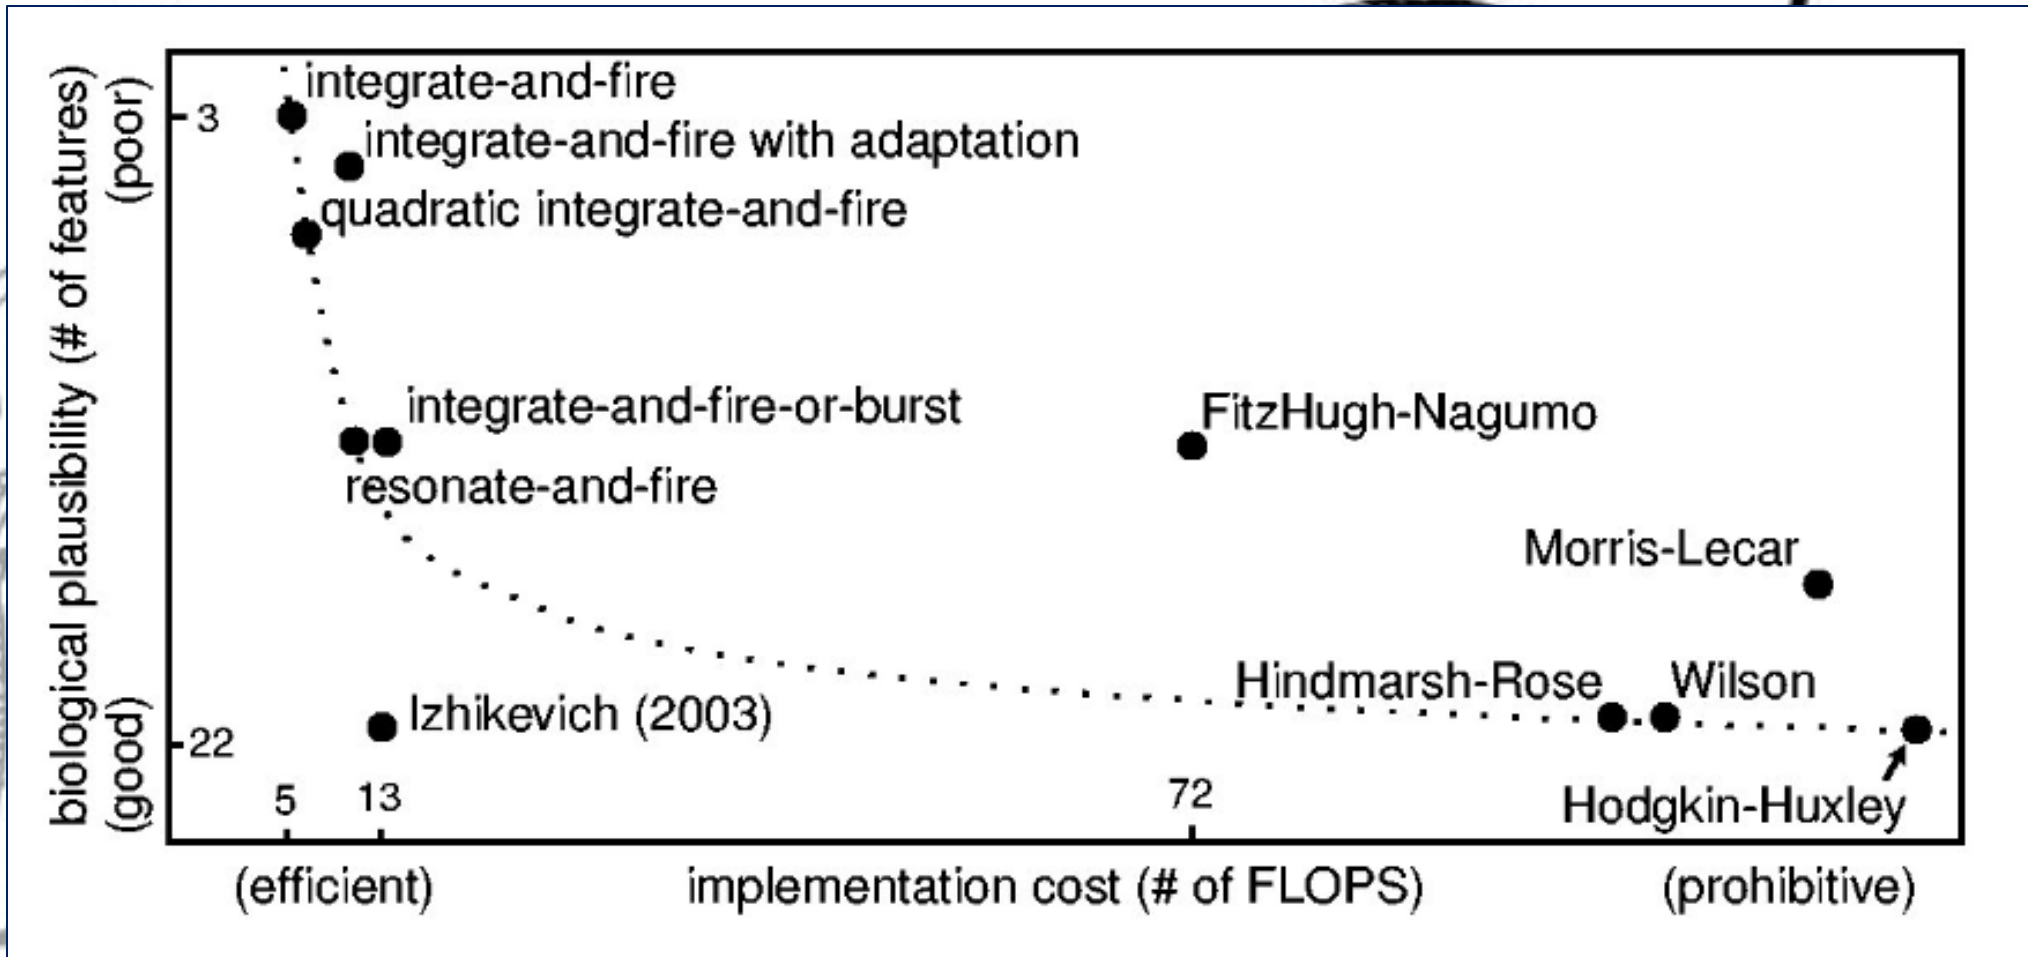 biological plausibility (# of features)
(poor)
(good)
3
22
integrate-and-fire
integrate-and-fire with adaptation
quadratic integrate-and-fire
integrate-and-fire-or-burst
resonate-and-fire
FitzHugh-Nagumo
Morris-Lecar
Hindmarsh-Rose
Wilson
Izhikevich (2003)
Hodgkin-Huxley
5
13
72
(efficient)
implementation cost (# of FLOPS)
(prohibitive)